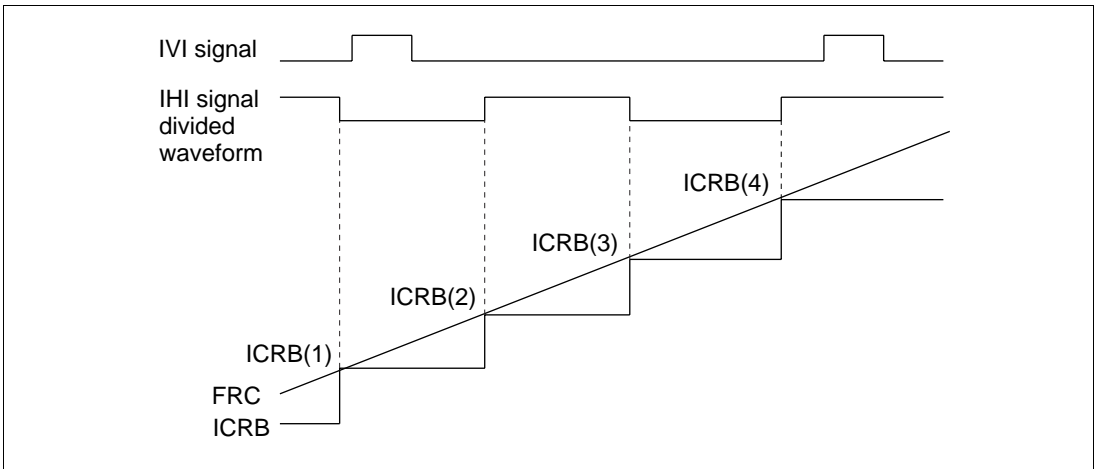 IVI signal
IHI signal
divided
waveform
ICRB(4)
ICRB(3)
ICRB(2)
ICRB(1)
FRC
ICRB